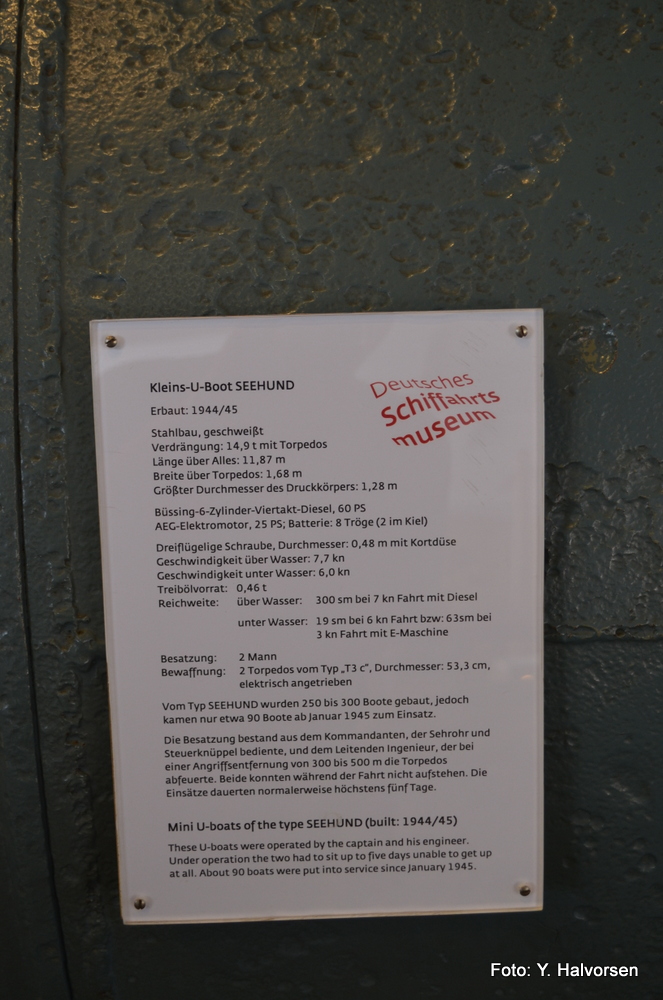 Deutsches
Schiffahrts
museum
Kleins-U-Boot SEEHUND
Erbaut: 1944/45
Stahlbau, geschweißt
Verdrängung: 14,9 t mit Torpedos
Länge über Alles: 11,87 m
Breite über Torpedos: 1,68 m
Größter Durchmesser des Druckkörpers: 1,28 m
Büssing-6-Zylinder-Viertakt-Diesel, 60 PS
AEG-Elektromotor, 25 PS; Batterie: 8 Tröge (2 im Kiel)
Dreiflügelige Schraube, Durchmesser: 0,48 m mit Kortdüse
Geschwindigkeit über Wasser: 7,7 kn
Geschwindigkeit unter Wasser: 6,0 kn
Treibölvorrat: 0,46 t
Reichweite: über Wasser: 300 sm bei 7 kn Fahrt mit Diesel
unter Wasser: 19 sm bei 6 kn Fahrt bzw: 63sm bei
3 kn Fahrt mit E-Maschine
Besatzung: 2 Mann
Bewaffnung: 2 Torpedos vom Typ „T3 c", Durchmesser: 53,3 cm,
elektrisch angetrieben
Vom Typ SEEHUND wurden 250 bis 300 Boote gebaut, jedoch
kamen nur etwa 90 Boote ab Januar 1945 zum Einsatz.
Die Besatzung bestand aus dem Kommandanten, der Sehrohr und
Steuerknüppel bediente, und dem Leitenden Ingenieur, der bei
einer Angriffsentfernung von 300 bis 500 m die Torpedos
abfeuerte. Beide konnten während der Fahrt nicht aufstehen. Die
Einsätze dauerten normalerweise höchstens fünf Tage.
Mini U-boats of the type SEEHUND (built: 1944/45)
These U-boats were operated by the captain and his engineer.
Under operation the two had to sit up to five days unable to get up
at all. About 90 boats were put into service since January 1945.
Foto: Y. Halvorsen